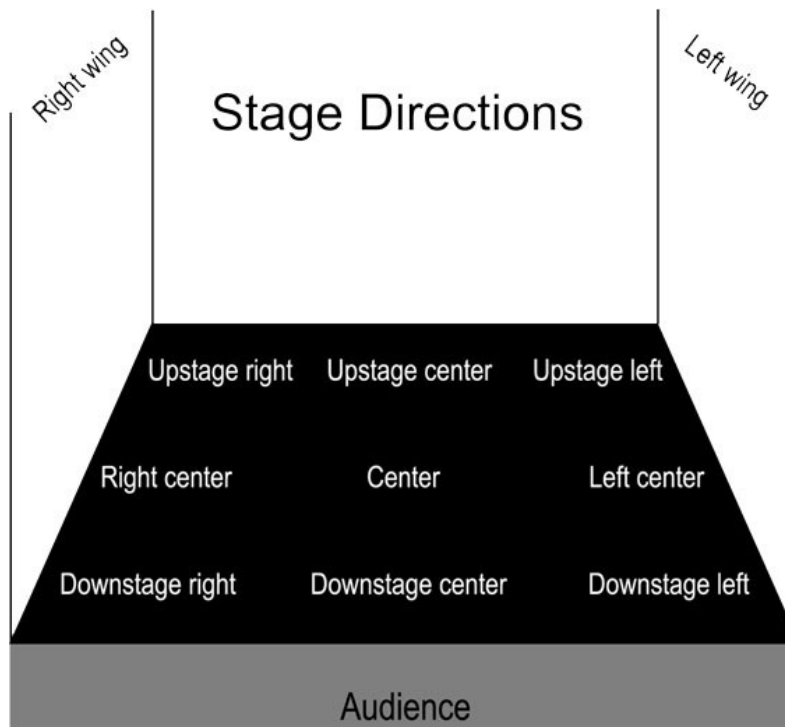 Right wing
Left wing
Stage Directions
Upstage right Upstage center Upstage left
Right center Center Left center
Downstage right Downstage center Downstage left
Audience